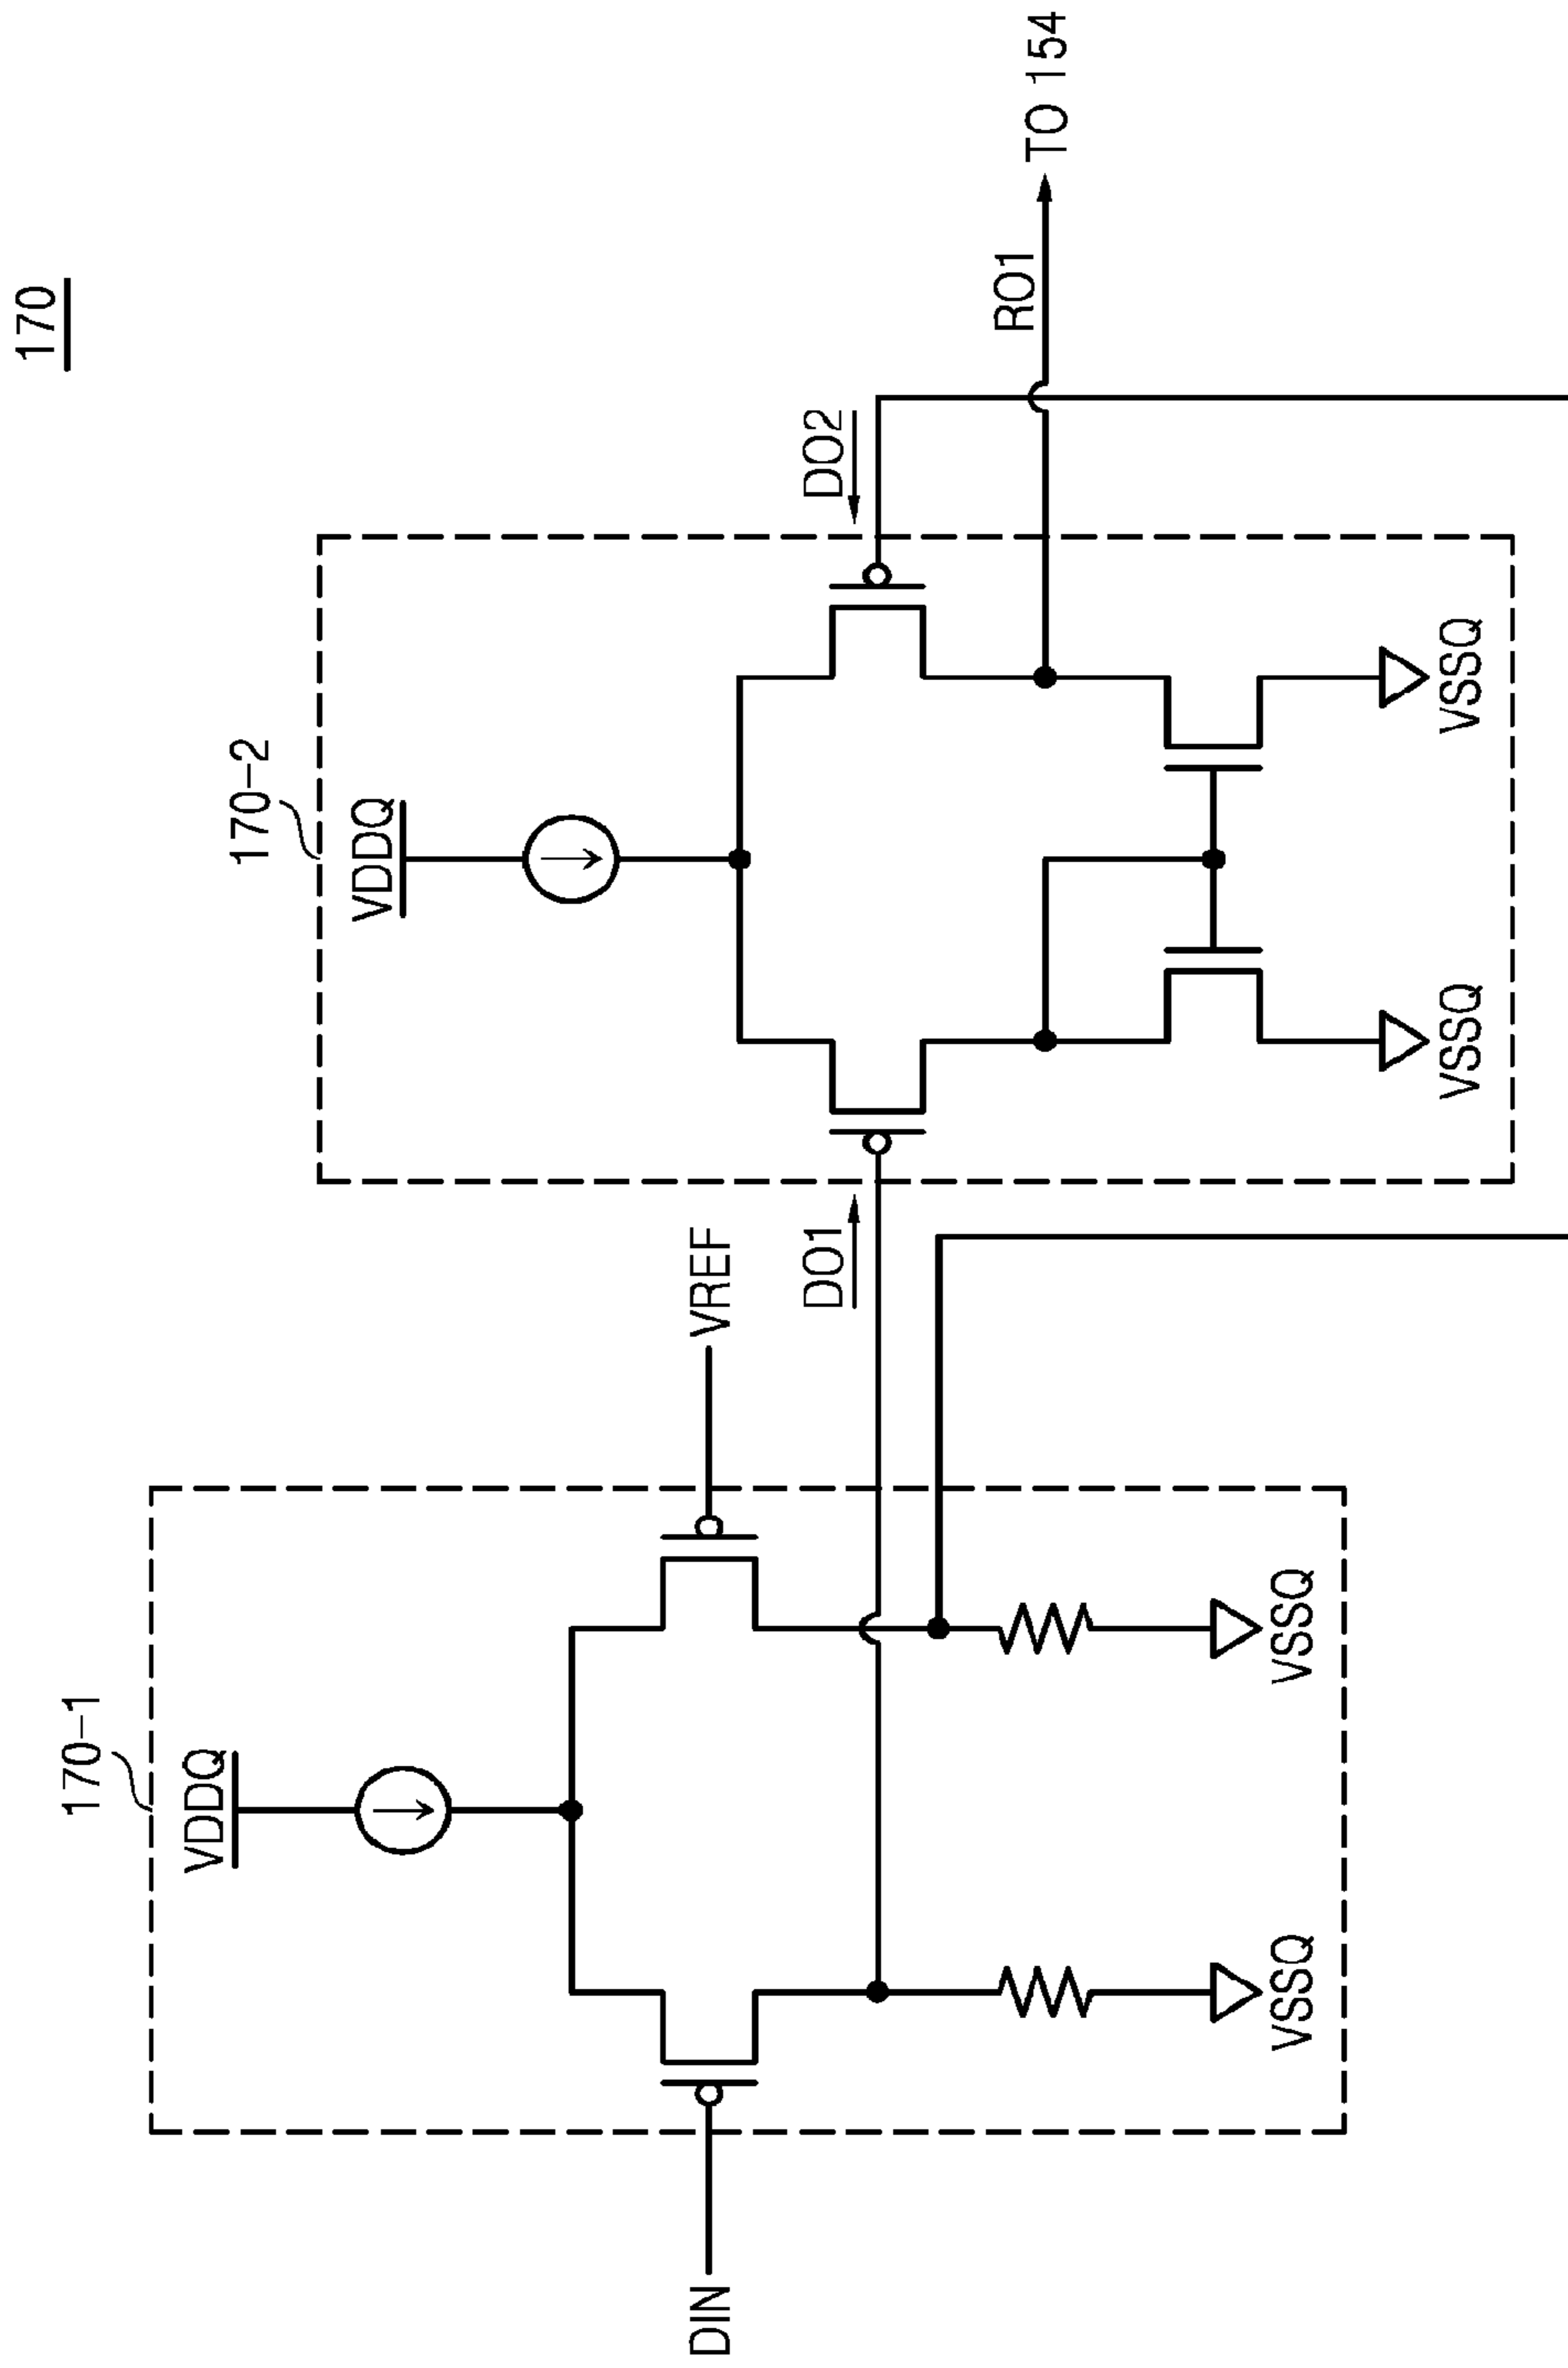 170
170-1
VDDQ
DIN
VREF
VSSQ
VSSQ
170-2
VDDQ
DO1
DO2
RO1
TO 154
VSSQ
VSSQ